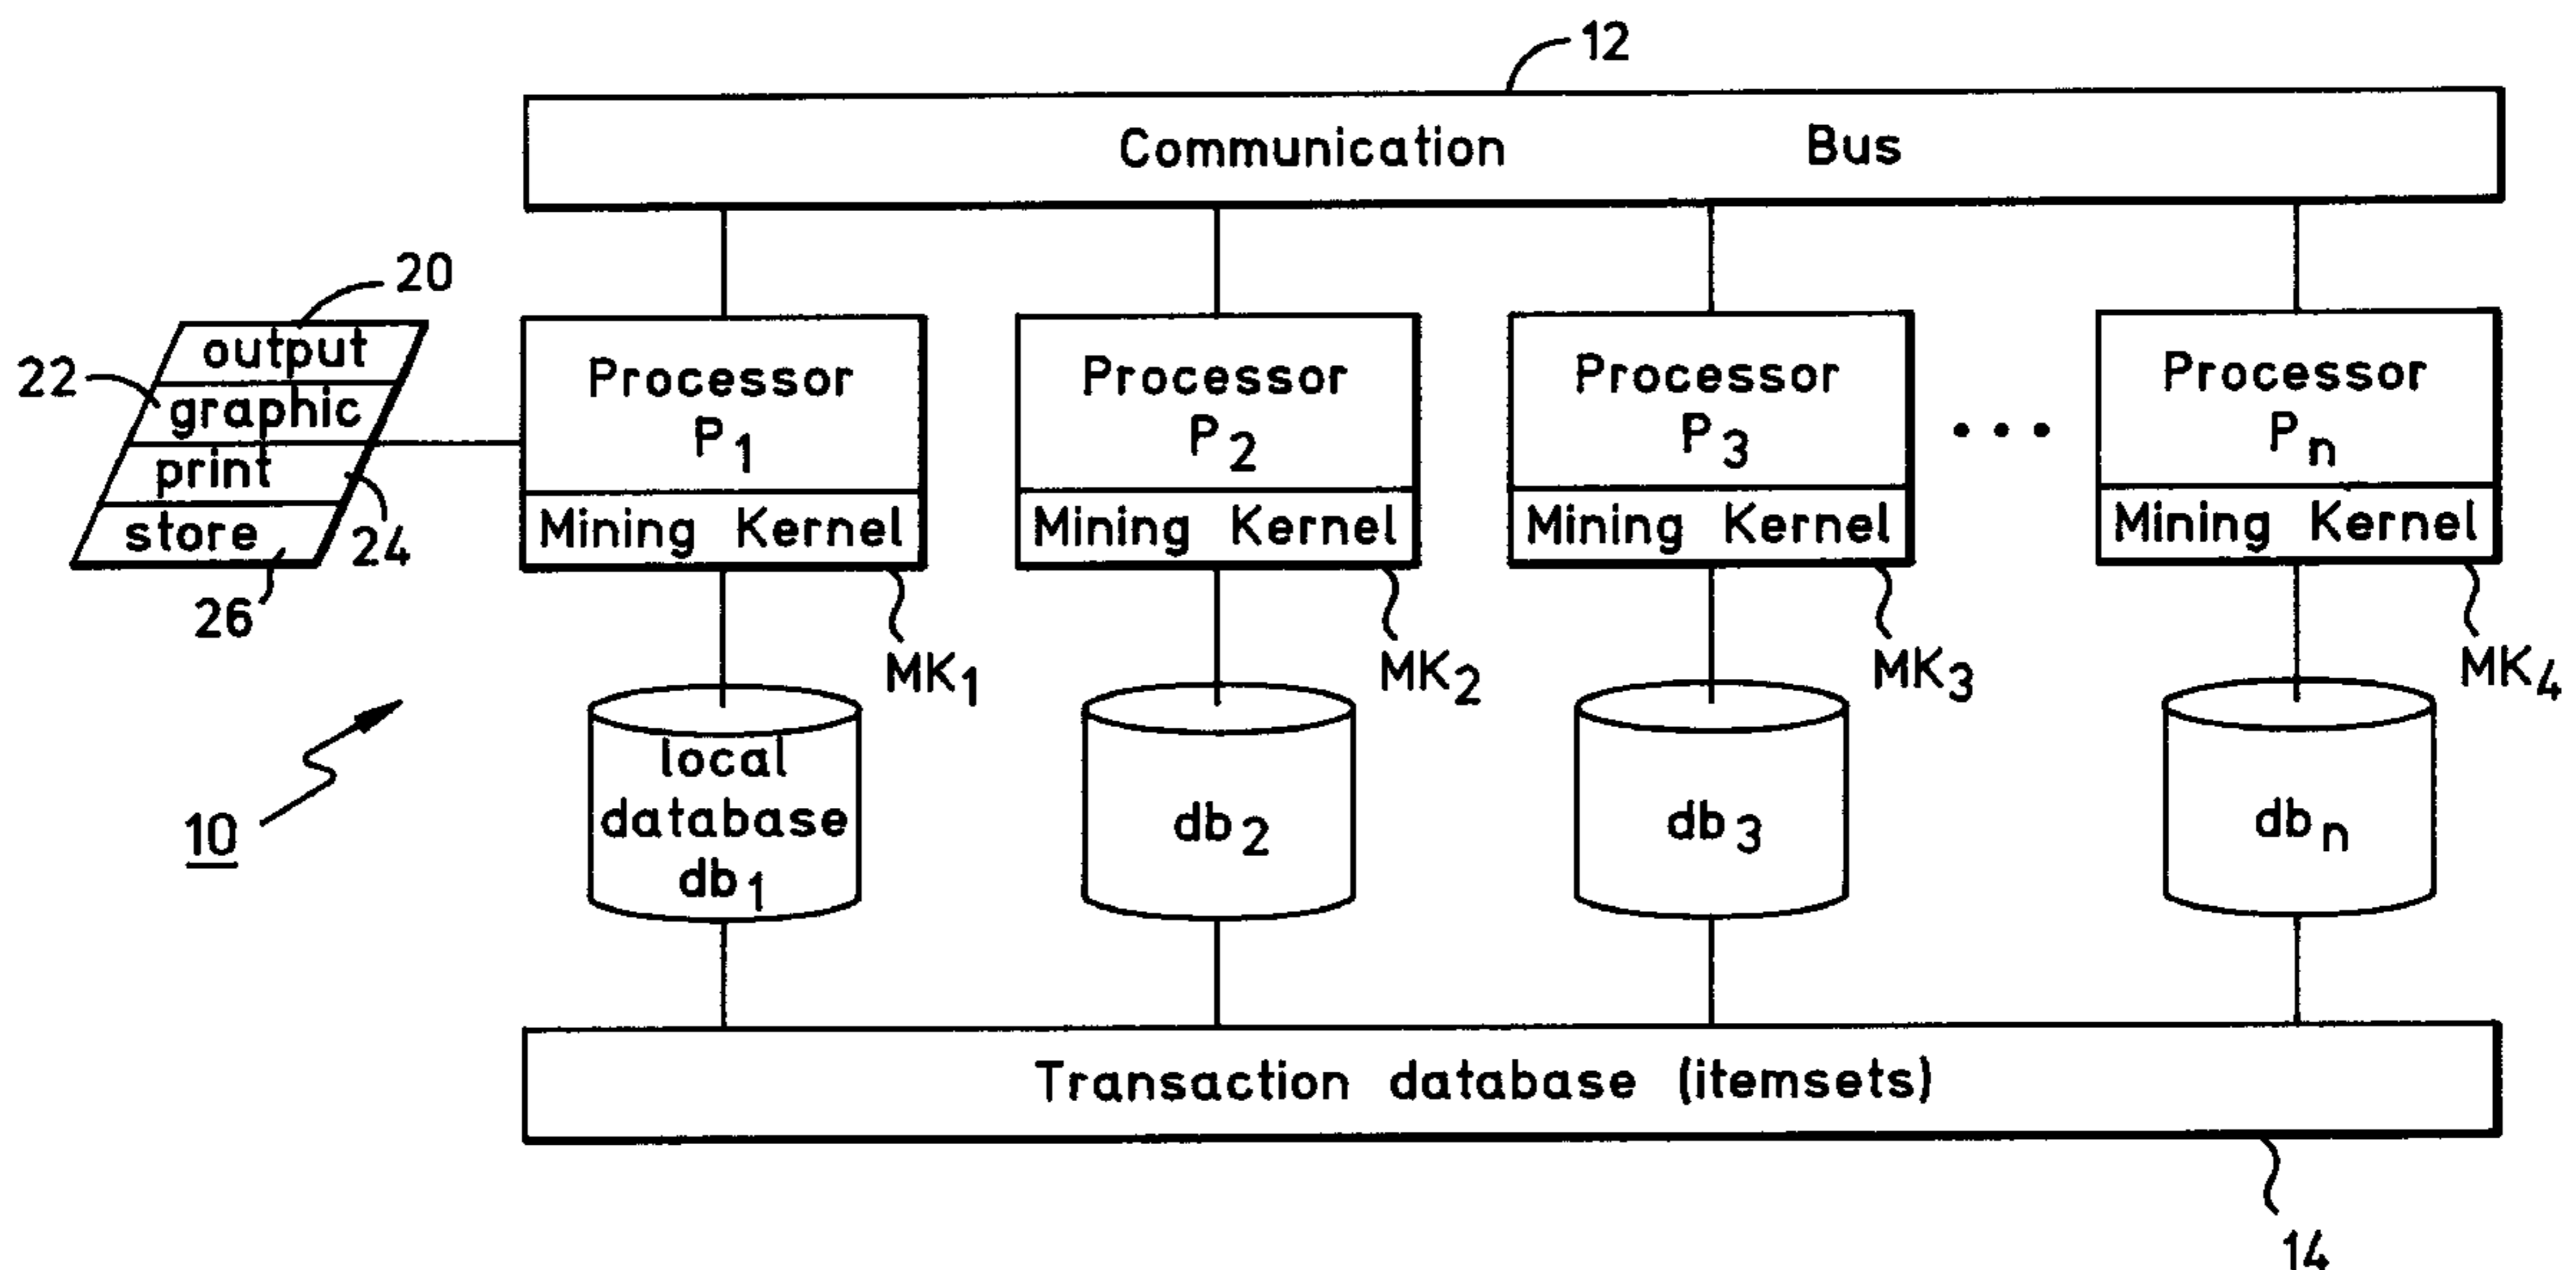 12
Communication Bus
20
output
22
graphic
print
store
24
26
Processor
P1
Mining Kernel
MK1
Processor
P2
Mining Kernel
MK2
Processor
P3
Mining Kernel
MK3
• • •
Processor
Pn
Mining Kernel
MK4
10
local
database
db1
db2
db3
dbn
Transaction database (itemsets)
14